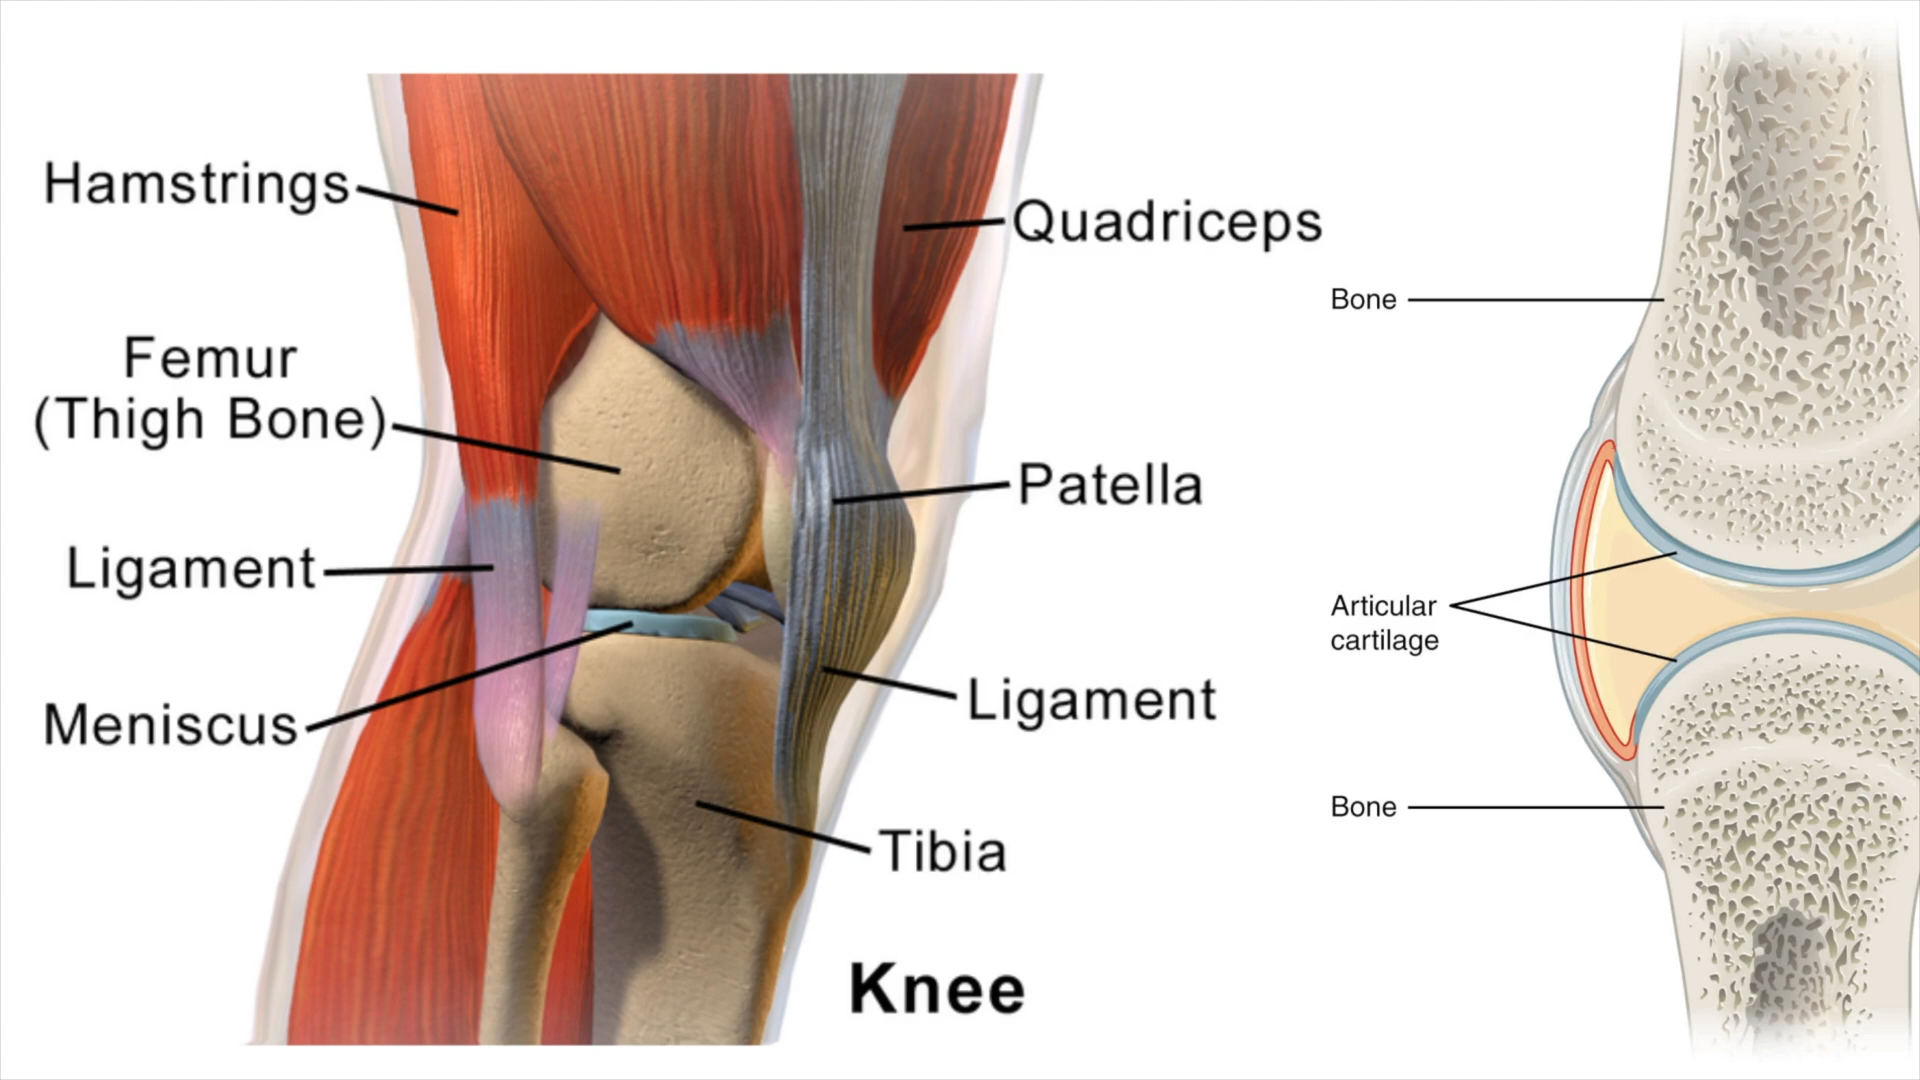 Hamstrings
Quadriceps
Femur
(Thigh Bone)
Patella
Ligament
Meniscus
Ligament
Tibia
Knee
Bone
Articular
cartilage
Bone